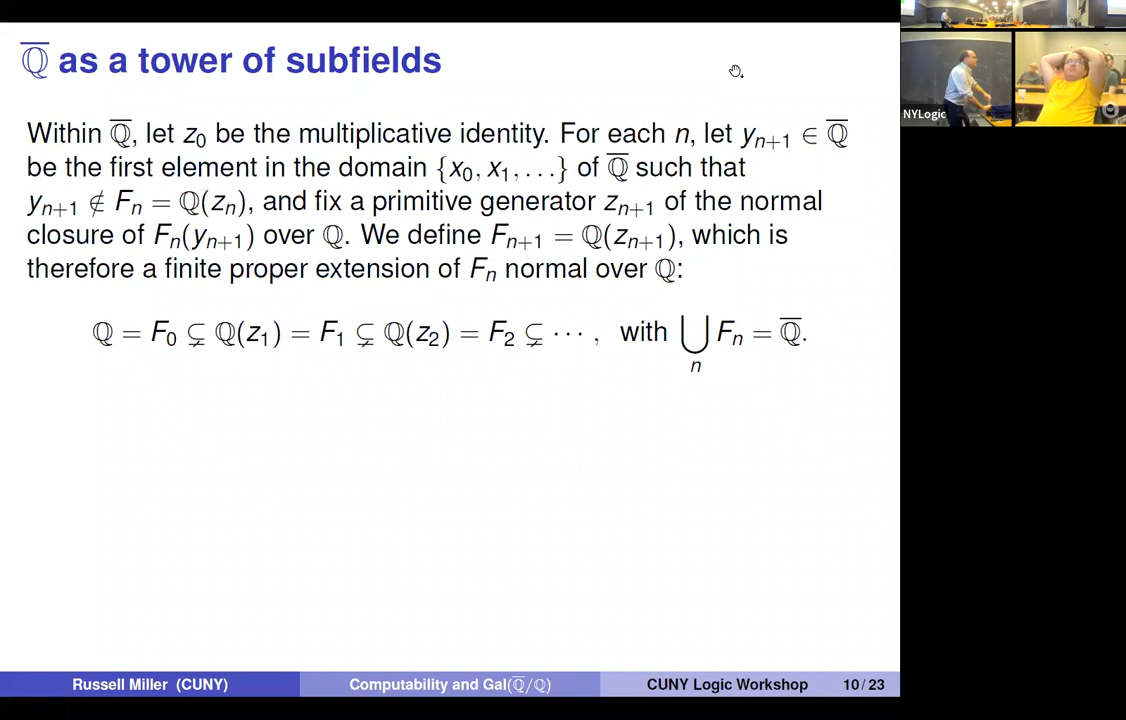 Q̅ as a tower of subfields
Within Q̅, let z₀ be the multiplicative identity. For each n, let yₙ₊₁ ∈ Q̅
be the first element in the domain {x₀, x₁, . . .} of Q̅ such that
yₙ₊₁ ∉ Fₙ = ℚ(zₙ), and fix a primitive generator zₙ₊₁ of the normal
closure of Fₙ(yₙ₊₁) over ℚ. We define Fₙ₊₁ = ℚ(zₙ₊₁), which is
therefore a finite proper extension of Fₙ normal over ℚ:
ℚ = F₀ ⊊ ℚ(z₁) = F₁ ⊊ ℚ(z₂) = F₂ ⊊ · · · , with ⋃ₙ Fₙ = Q̅.
NYLogic
Russell Miller (CUNY) Computability and Gal(Q̅/ℚ) CUNY Logic Workshop 10 / 23